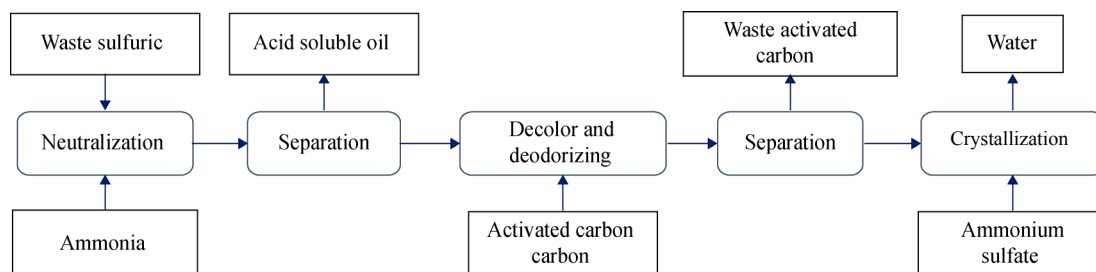 Waste sulfuric
Acid soluble oil
Waste activated
carbon
Water
Neutralization
Separation
Decolor and
deodorizing
Separation
Crystallization
Ammonia
Activated carbon
carbon
Ammonium
sulfate